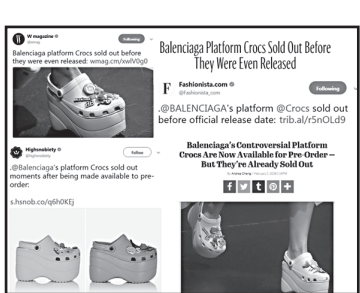 W magazine
@wmag
Following
Balenciaga platform Crocs sold out before
they were even released: wmag.cm/xwlV0g0
Balenciaga Platform Crocs Sold Out Before
They Were Even Released
F
Fashionista.com
@fashionista_com
Following
.@BALENCIAGA's platform @Crocs sold out
before official release date: trib.al/r5nOLd9
Highsnobiety
@highsnobiety
Follow
.@Balenciaga's platform Crocs sold out
moments after being made available to pre-
order:
s.hsnob.co/q6h0KEj
Balenciaga's Controversial Platform
Crocs Are Now Available for Pre-Order —
But They're Already Sold Out